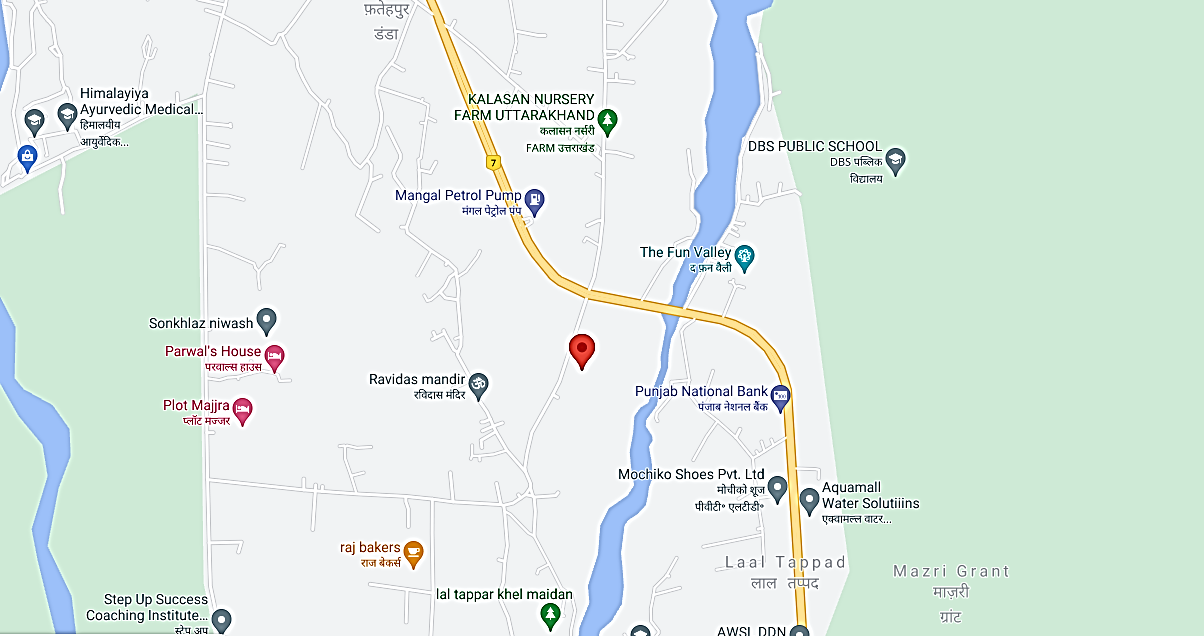 फ़तेहपुर
डंडा
Himalayiya
Ayurvedic Medical...
हिमालयीय
आयुर्वेदिक...
KALASAN NURSERY
FARM UTTARAKHAND
कलासन नर्सरी
FARM उत्तराखंड
7
DBS PUBLIC SCHOOL
DBS पब्लिक
विद्यालय
Mangal Petrol Pump
मंगल पेट्रोल पंप
The Fun Valley
द फ़न वैली
Sonkhlaz niwash
Parwal's House
परवाल्स हाउस
Ravidas mandir
रविदास मंदिर
Punjab National Bank
पंजाब नेशनल बैंक
Plot Majjra
प्लॉट मज्जर
Mochiko Shoes Pvt. Ltd
मोचीको शूज़
पीवीटी॰ एलटीडी॰
Aquamall
Water Solutiiins
एक्वामल्ल वाटर...
raj bakers
राज बेकर्स
Laal Tappad
लाल तप्पद
Mazri Grant
माज़री
ग्रांट
lal tappar khel maidan
Step Up Success
Coaching Institute...
स्टेप अप
AWSL DDN